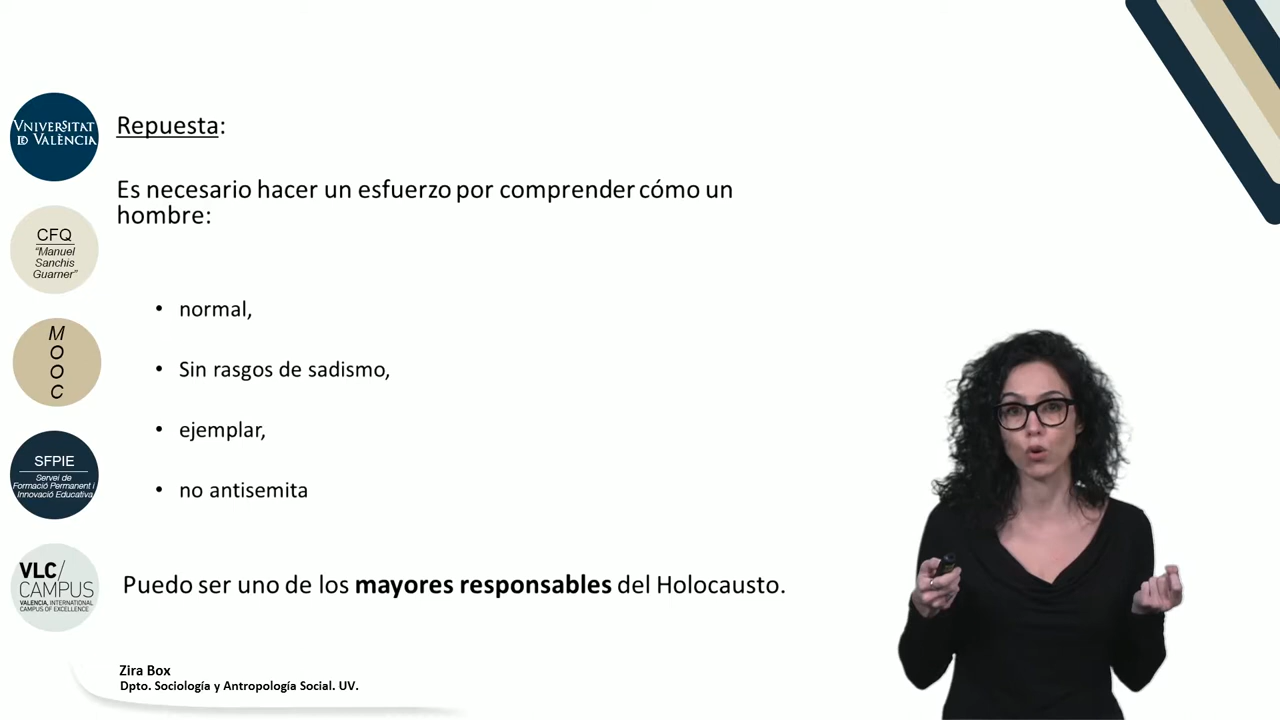 VNIVERSITAT
ID VALÈNCIA
CFQ
“Manuel
Sanchis
Guarner”
M
O
O
C
SFPIE
Servei de
Formació Permanent i
Innovació Educativa
VLC/
CAMPUS
VALENCIA, INTERNATIONAL
CAMPUS OF EXCELLENCE
Repuesta:
Es necesario hacer un esfuerzo por comprender cómo un
hombre:
• normal,
• Sin rasgos de sadismo,
• ejemplar,
• no antisemita
Puedo ser uno de los mayores responsables del Holocausto.
Zira Box
Dpto. Sociología y Antropología Social. UV.